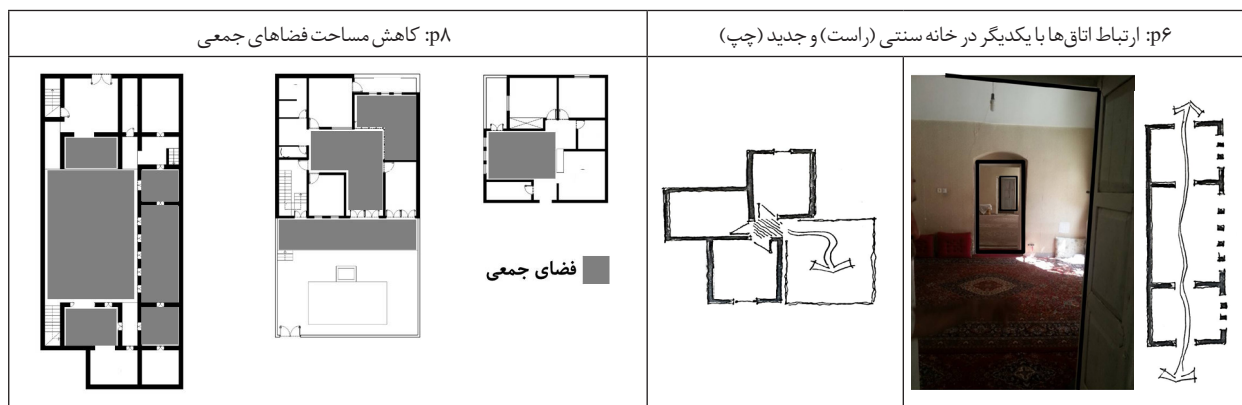 p۶: ارتباط اتاق‌ها با یکدیگر در خانه سنتی (راست) و جدید (چپ)
p۸: کاهش مساحت فضاهای جمعی
فضای جمعی